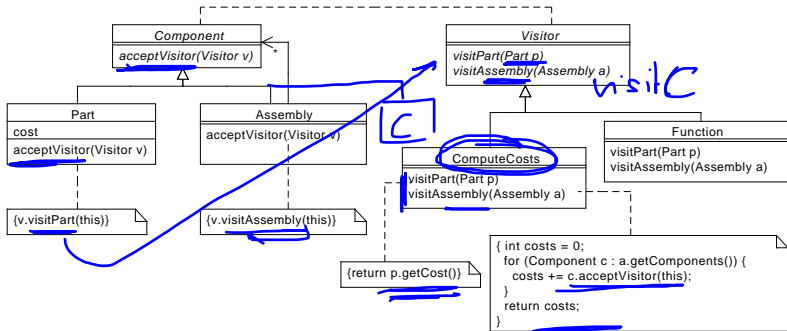 Component
acceptVisitor(Visitor v)
*
Visitor
visitPart(Part p)
visitAssembly(Assembly a)
visitC
Part
cost
acceptVisitor(Visitor v)
Assembly
acceptVisitor(Visitor v)
C
ComputeCosts
visitPart(Part p)
visitAssembly(Assembly a)
Function
visitPart(Part p)
visitAssembly(Assembly a)
{v.visitPart(this)}
{v.visitAssembly(this)}
{return p.getCost()}
{ int costs = 0;
for (Component c : a.getComponents()) {
costs += c.acceptVisitor(this);
}
return costs;
}